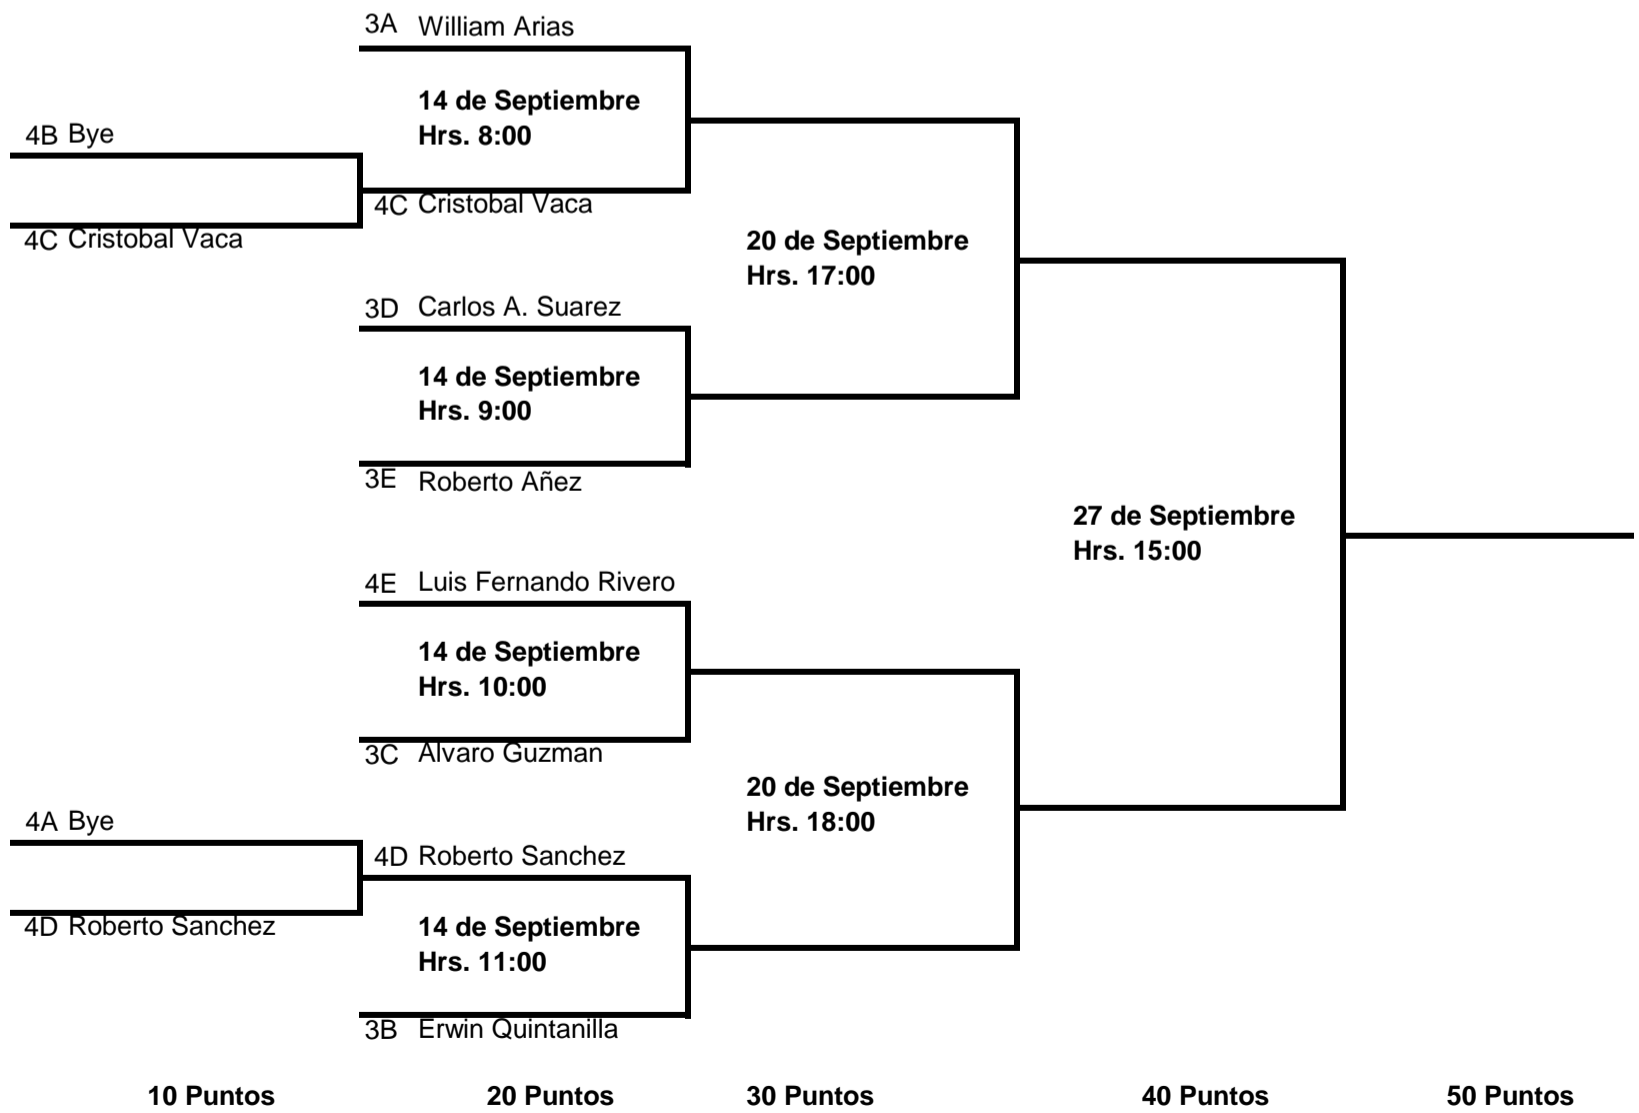 3A William Arias
14 de Septiembre
Hrs. 8:00
4B Bye
4C Cristobal Vaca
4C Cristobal Vaca
20 de Septiembre
Hrs. 17:00
3D Carlos A. Suarez
14 de Septiembre
Hrs. 9:00
3E Roberto Añez
27 de Septiembre
Hrs. 15:00
4E Luis Fernando Rivero
14 de Septiembre
Hrs. 10:00
3C Alvaro Guzman
20 de Septiembre
Hrs. 18:00
4A Bye
4D Roberto Sanchez
4D Roberto Sanchez
14 de Septiembre
Hrs. 11:00
3B Erwin Quintanilla
10 Puntos 20 Puntos 30 Puntos 40 Puntos 50 Puntos